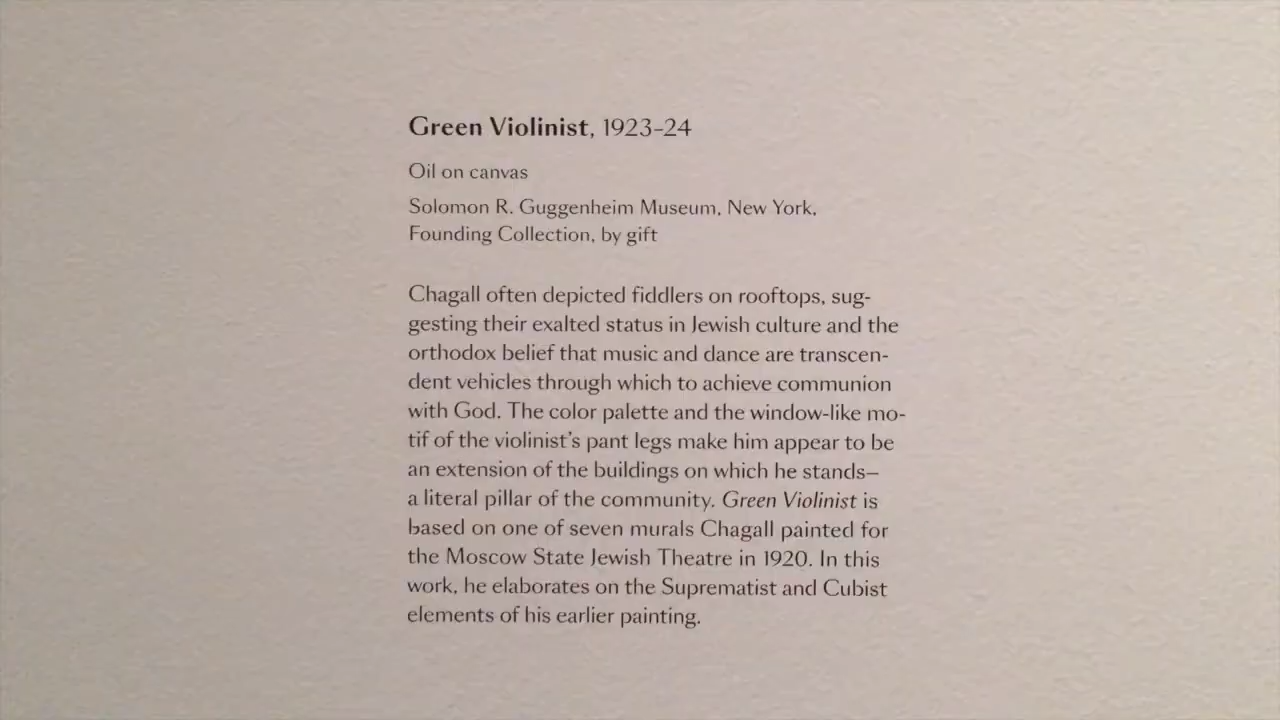 Green Violinist, 1923–24
Oil on canvas
Solomon R. Guggenheim Museum, New York,
Founding Collection, by gift
Chagall often depicted fiddlers on rooftops, sug-
gesting their exalted status in Jewish culture and the
orthodox belief that music and dance are transcen-
dent vehicles through which to achieve communion
with God. The color palette and the window-like mo-
tif of the violinist’s pant legs make him appear to be
an extension of the buildings on which he stands—
a literal pillar of the community. Green Violinist is
based on one of seven murals Chagall painted for
the Moscow State Jewish Theatre in 1920. In this
work, he elaborates on the Suprematist and Cubist
elements of his earlier painting.